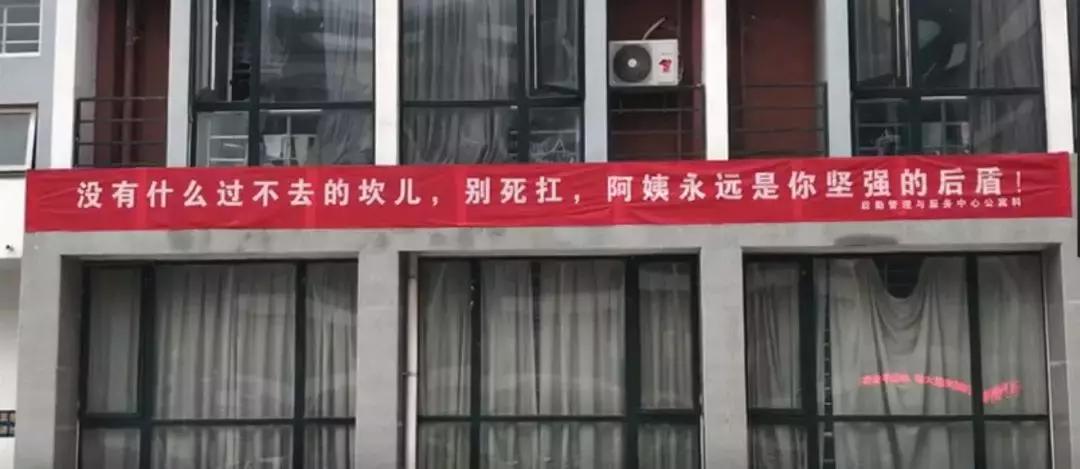 没有什么过不去的坎儿，别死扛，阿姨永远是你坚强的后盾！
后勤管理与服务中心公寓科